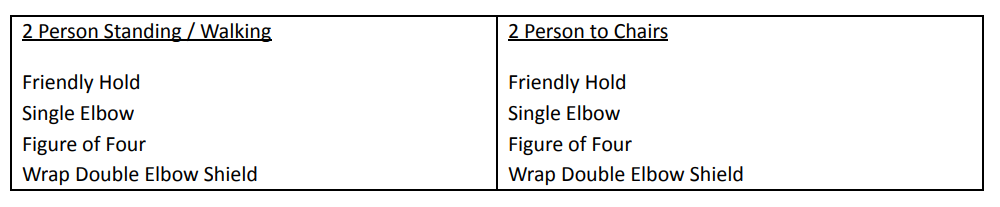 2 Person Standing / Walking
Friendly Hold
Single Elbow
Figure of Four
Wrap Double Elbow Shield
2 Person to Chairs
Friendly Hold
Single Elbow
Figure of Four
Wrap Double Elbow Shield